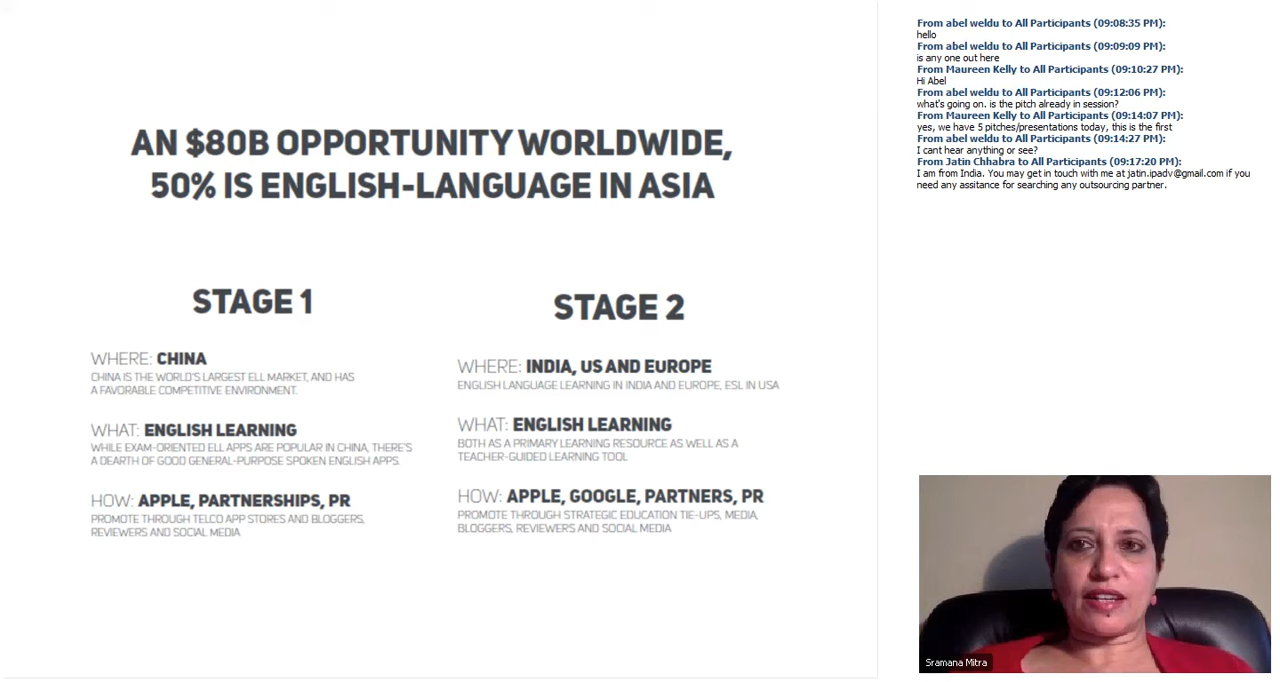 AN $80B OPPORTUNITY WORLDWIDE,
50% IS ENGLISH-LANGUAGE IN ASIA
STAGE 1
WHERE: CHINA
CHINA IS THE WORLD'S LARGEST ELL MARKET, AND HAS
A FAVORABLE COMPETITIVE ENVIRONMENT.
WHAT: ENGLISH LEARNING
WHILE EXAM-ORIENTED ELL APPS ARE POPULAR IN CHINA, THERE'S
A DEARTH OF GOOD GENERAL-PURPOSE SPOKEN ENGLISH APPS.
HOW: APPLE, PARTNERSHIPS, PR
PROMOTE THROUGH TELCO APP STORES AND BLOGGERS,
REVIEWERS AND SOCIAL MEDIA
STAGE 2
WHERE: INDIA, US AND EUROPE
ENGLISH LANGUAGE LEARNING IN INDIA AND EUROPE, ESL IN USA
WHAT: ENGLISH LEARNING
BOTH AS A PRIMARY LEARNING RESOURCE AS WELL AS A
TEACHER-GUIDED LEARNING TOOL
HOW: APPLE, GOOGLE, PARTNERS, PR
PROMOTE THROUGH STRATEGIC EDUCATION TIE-UPS, MEDIA,
BLOGGERS, REVIEWERS AND SOCIAL MEDIA
From abel weldu to All Participants (09:08:35 PM):
hello
From abel weldu to All Participants (09:09:09 PM):
is any one out here
From Maureen Kelly to All Participants (09:10:27 PM):
Hi Abel
From abel weldu to All Participants (09:12:06 PM):
what's going on. is the pitch already in session?
From Maureen Kelly to All Participants (09:14:07 PM):
yes, we have 5 pitches/presentations today, this is the first
From abel weldu to All Participants (09:14:27 PM):
I cant hear anything or see?
From Jatin Chhabra to All Participants (09:17:20 PM):
I am from India. You may get in touch with me at jatin.ipadv@gmail.com if you
need any assitance for searching any outsourcing partner.
Sramana Mitra